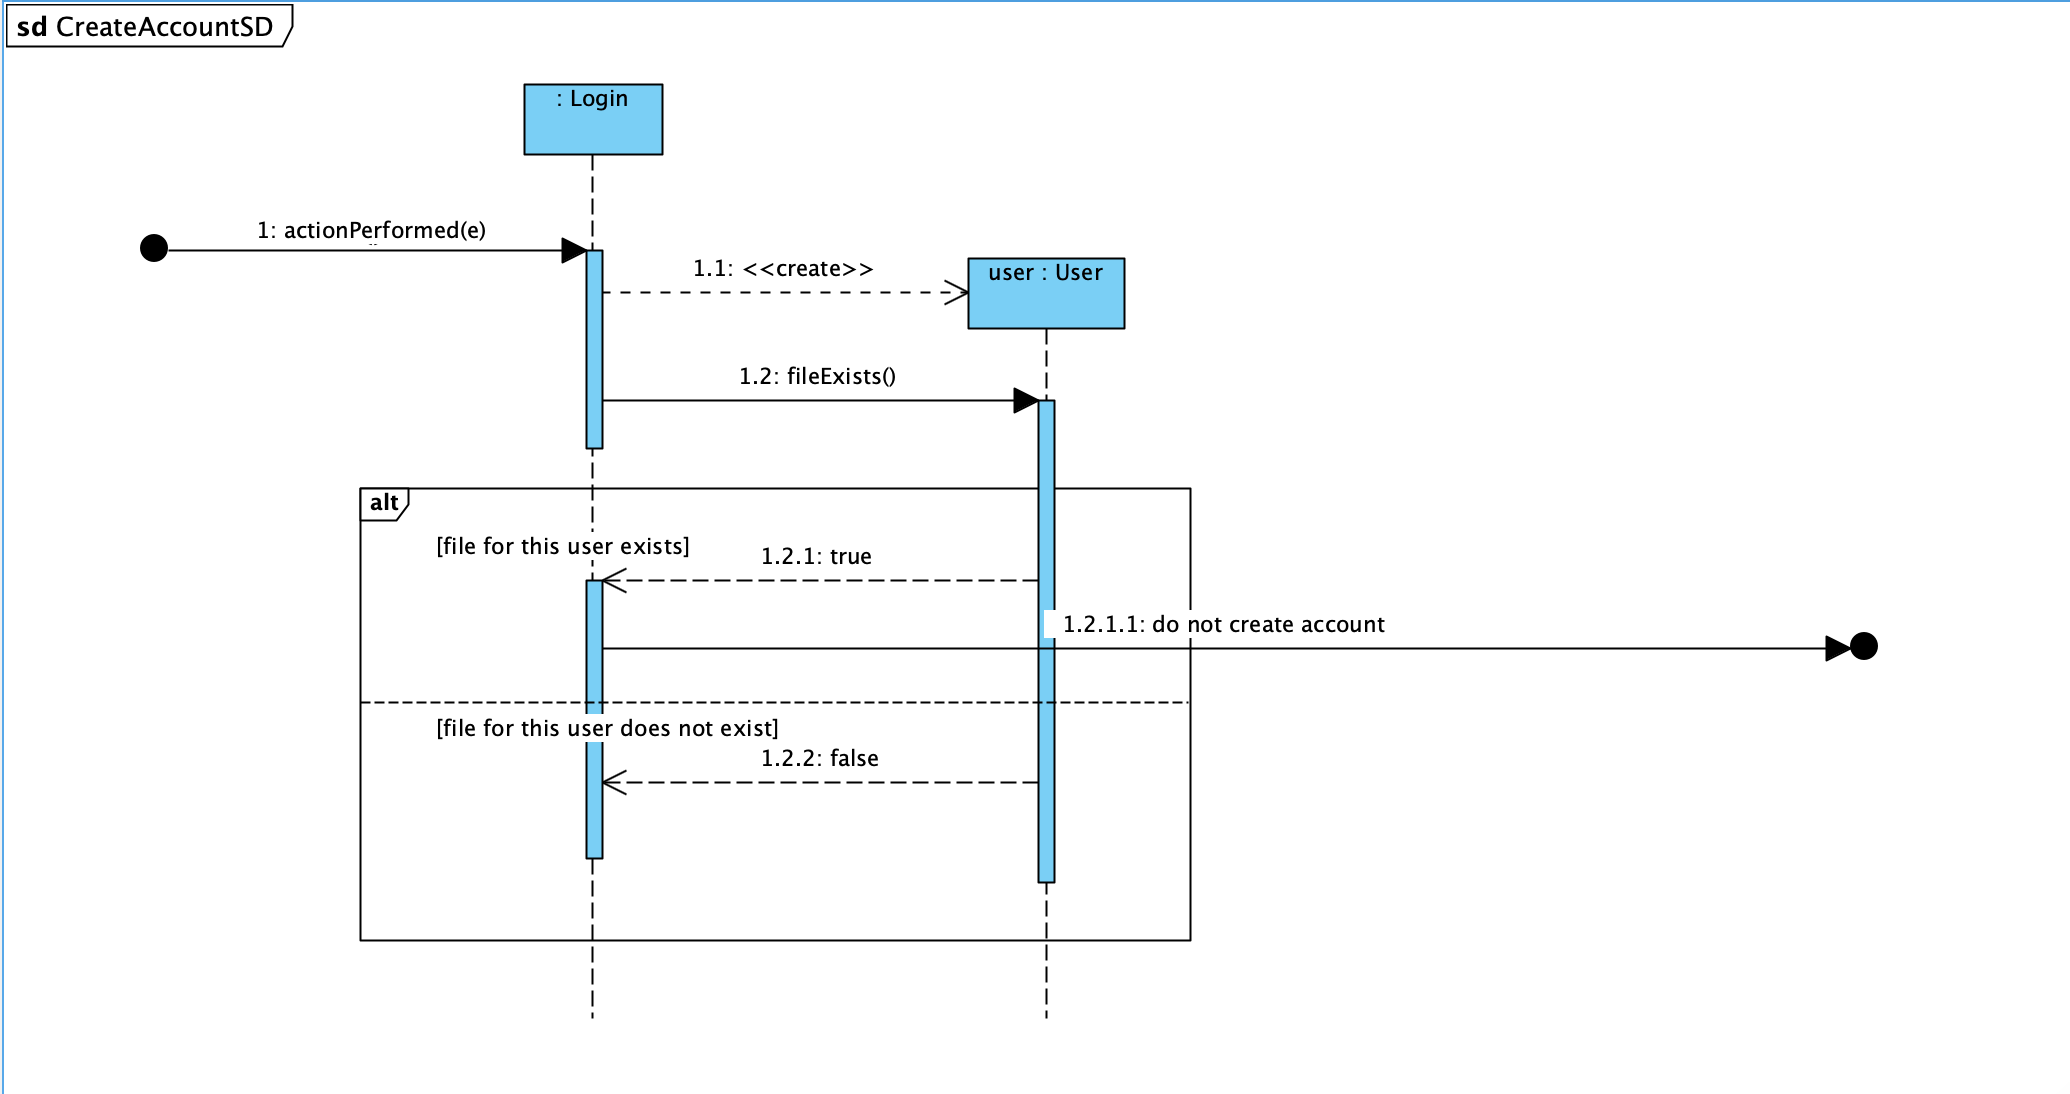 sd CreateAccountSD
: Login
1: actionPerformed(e)
1.1: <<create>>
user : User
1.2: fileExists()
alt
[file for this user exists]
1.2.1: true
1.2.1.1: do not create account
[file for this user does not exist]
1.2.2: false